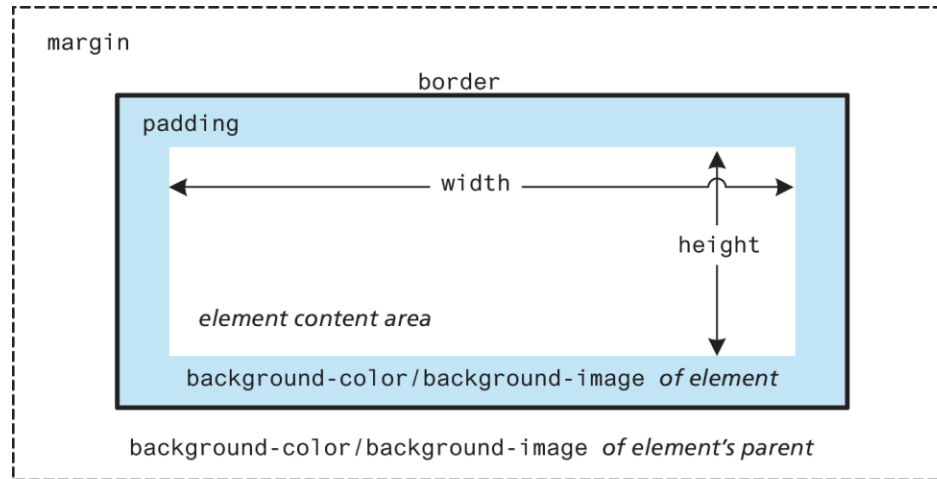 margin
border
padding
width
height
element content area
background-color/background-image of element
background-color/background-image of element's parent